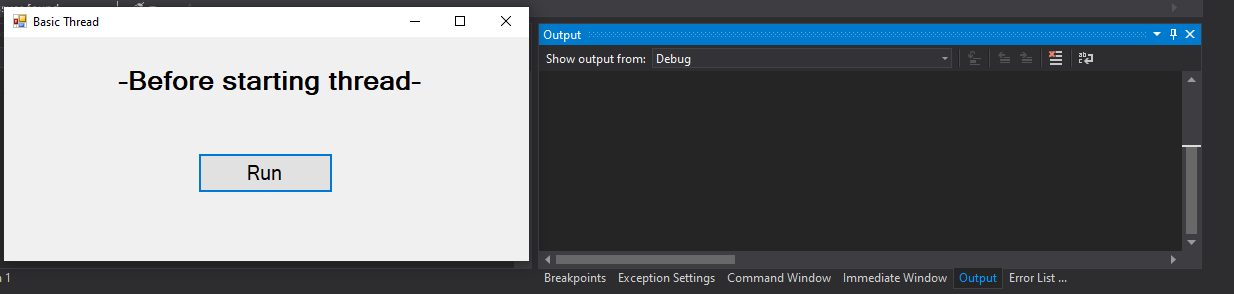 Basic Thread
-Before starting thread-
Run
Output
Show output from: Debug
Breakpoints Exception Settings Command Window Immediate Window Output Error List ...
1